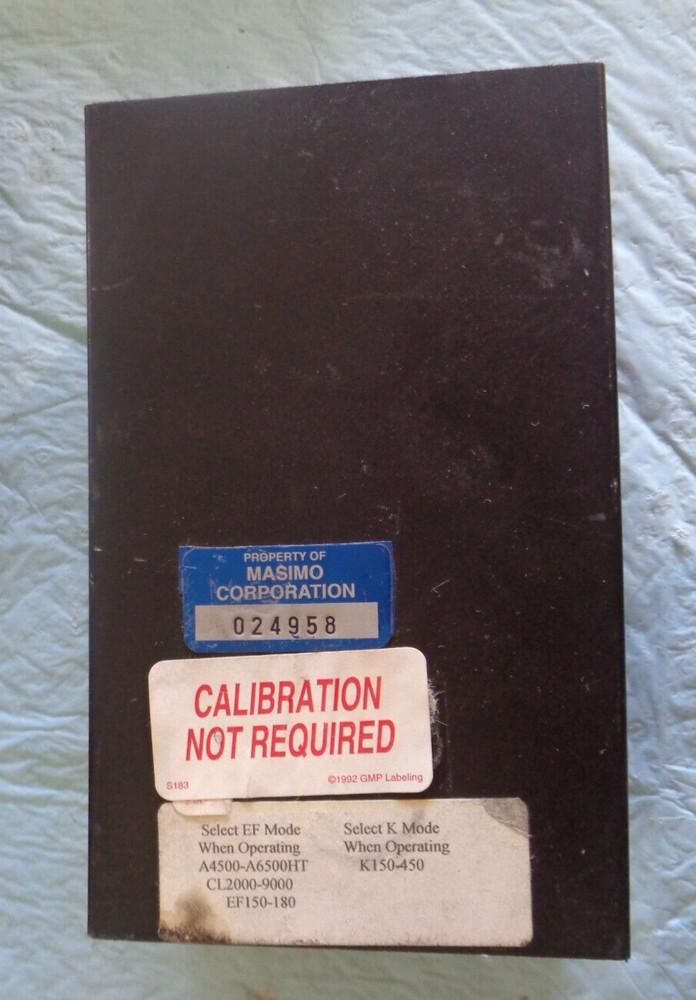 PROPERTY OF
MASIMO
CORPORATION
024958
CALIBRATION
NOT REQUIRED
S183
©1992 GMP Labeling
Select EF Mode
When Operating
A4500-A6500HT
CL2000-9000
EF150-180
Select K Mode
When Operating
K150-450